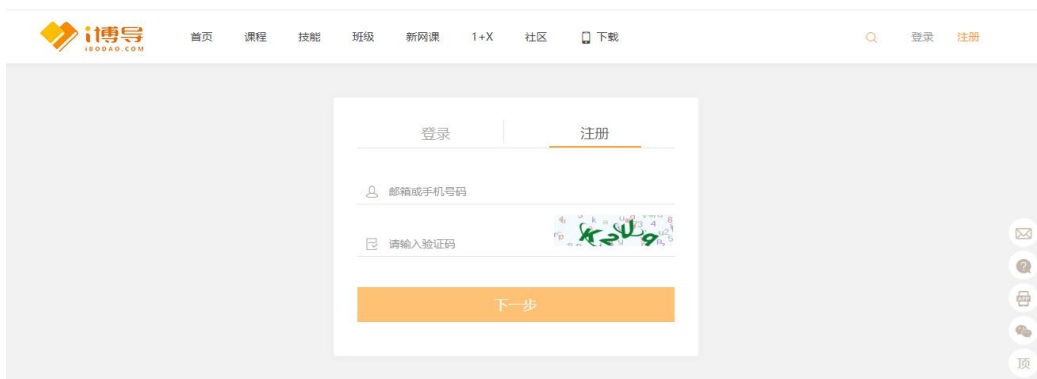 i博导
IBODAO.COM
首页 课程 技能 班级 新网课 1+X 社区 下载 登录 注册
登录 注册
邮箱或手机号码
请输入验证码
下一步
顶